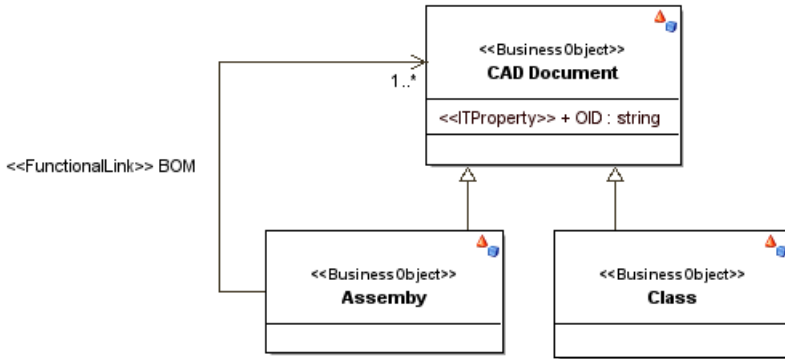 <<BusinessObject>>
CAD Document
1..*
<<ITProperty>> + OID : string
<<FunctionalLink>> BOM
<<BusinessObject>>
Assemby
<<BusinessObject>>
Class